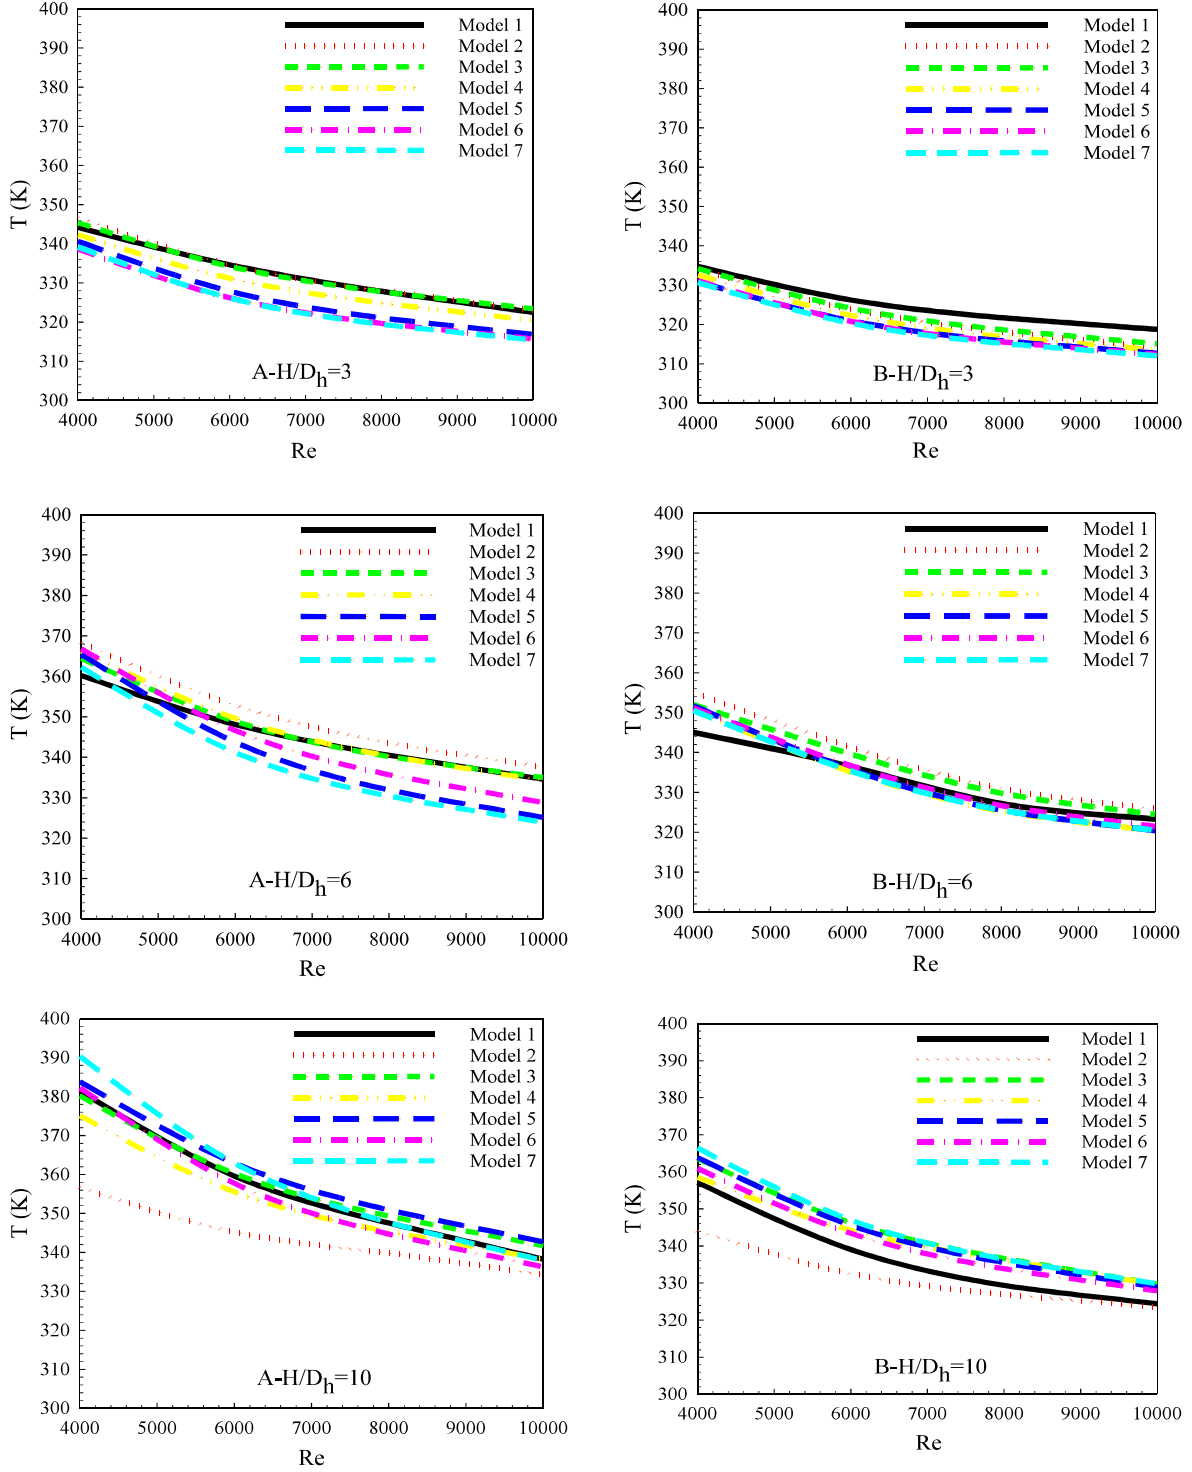 400
390
380
370
360
350
340
330
320
310
300
T (K)
Model 1
Model 2
Model 3
Model 4
Model 5
Model 6
Model 7
A-H/Dh=3
4000 5000 6000 7000 8000 9000 10000
Re
400
390
380
370
360
350
340
330
320
310
300
T (K)
Model 1
Model 2
Model 3
Model 4
Model 5
Model 6
Model 7
B-H/Dh=3
4000 5000 6000 7000 8000 9000 10000
Re
400
390
380
370
360
350
340
330
320
310
300
T (K)
Model 1
Model 2
Model 3
Model 4
Model 5
Model 6
Model 7
A-H/Dh=6
4000 5000 6000 7000 8000 9000 10000
Re
400
390
380
370
360
350
340
330
320
310
300
T (K)
Model 1
Model 2
Model 3
Model 4
Model 5
Model 6
Model 7
B-H/Dh=6
4000 5000 6000 7000 8000 9000 10000
Re
400
390
380
370
360
350
340
330
320
310
300
T (K)
Model 1
Model 2
Model 3
Model 4
Model 5
Model 6
Model 7
A-H/Dh=10
4000 5000 6000 7000 8000 9000 10000
Re
400
390
380
370
360
350
340
330
320
310
300
T (K)
Model 1
Model 2
Model 3
Model 4
Model 5
Model 6
Model 7
B-H/Dh=10
4000 5000 6000 7000 8000 9000 10000
Re